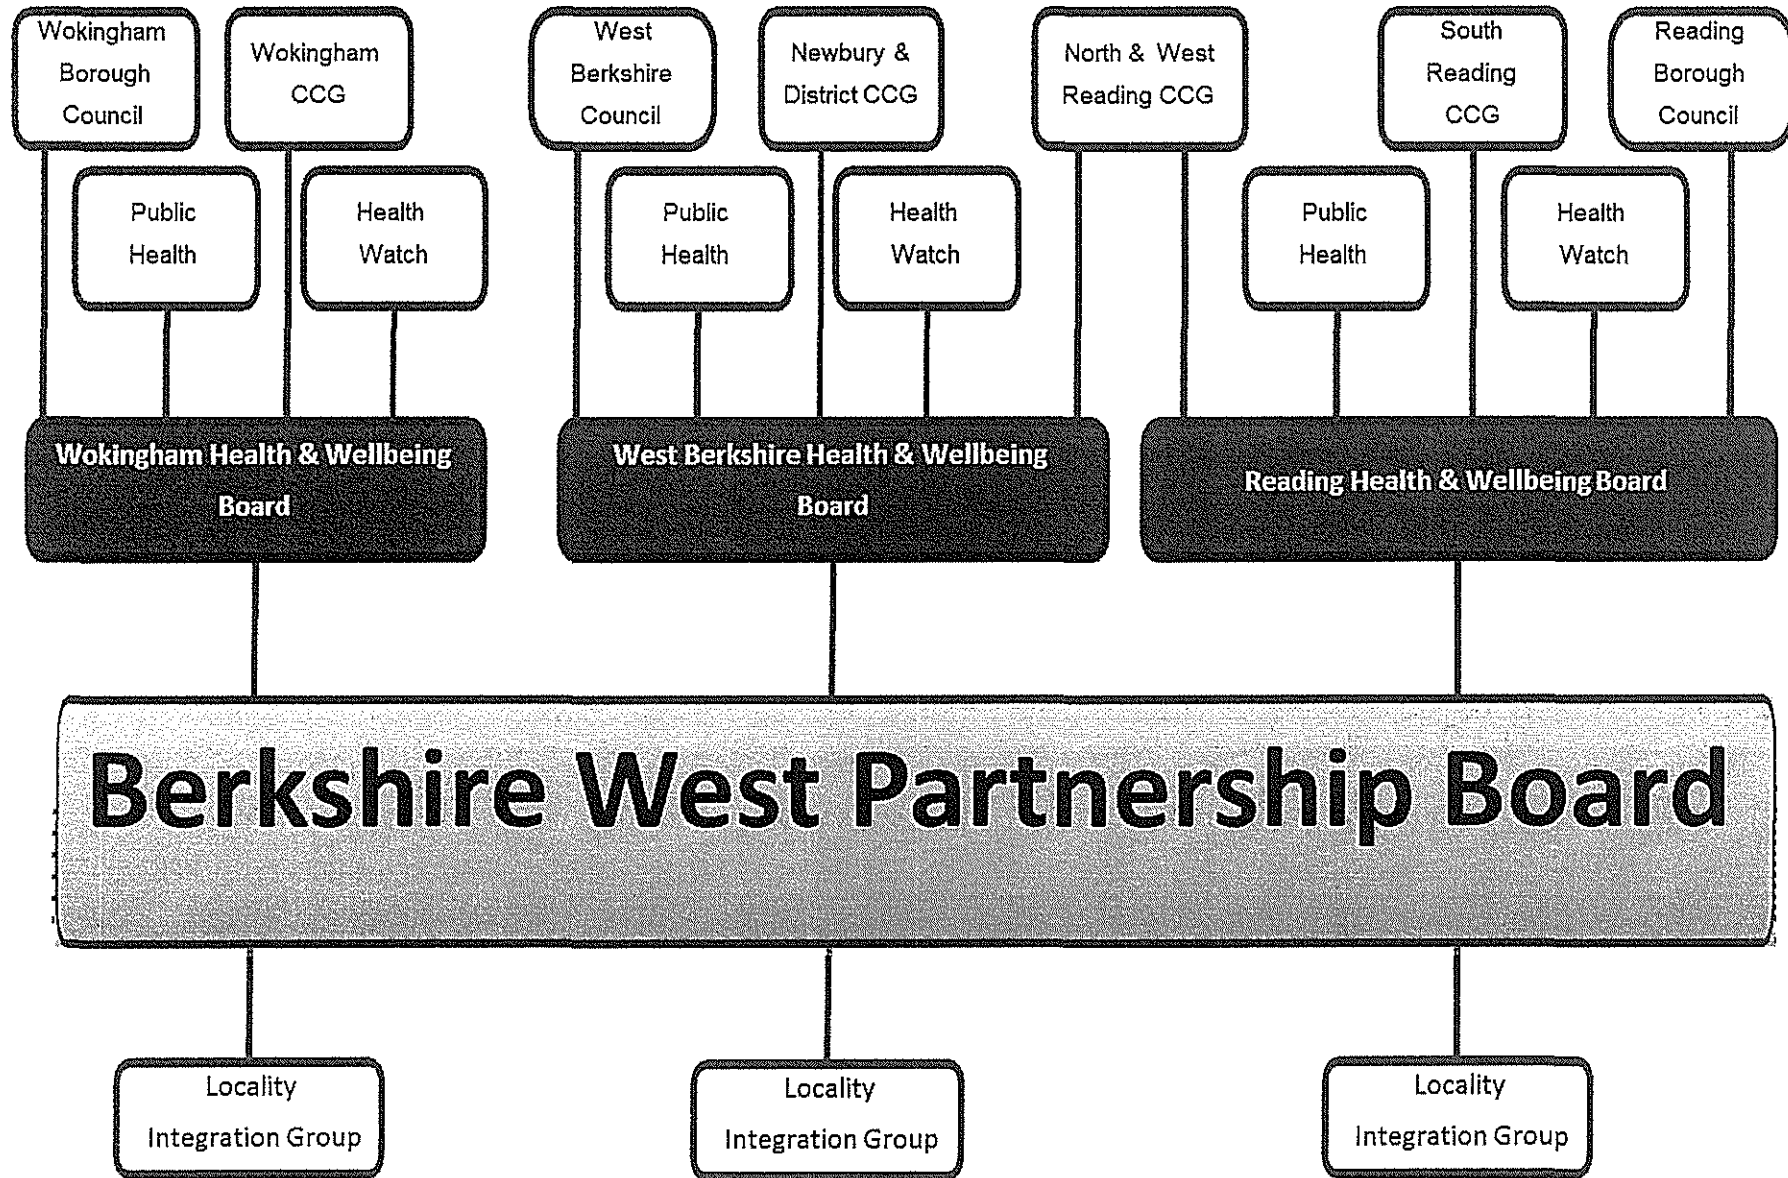 Wokingham
Borough
Council
Wokingham
CCG
West
Berkshire
Council
Newbury &
District CCG
North & West
Reading CCG
South
Reading
CCG
Reading
Borough
Council
Public
Health
Health
Watch
Public
Health
Health
Watch
Public
Health
Health
Watch
Wokingham Health & Wellbeing
Board
West Berkshire Health & Wellbeing
Board
Reading Health & Wellbeing Board
Berkshire West Partnership Board
Locality
Integration Group
Locality
Integration Group
Locality
Integration Group